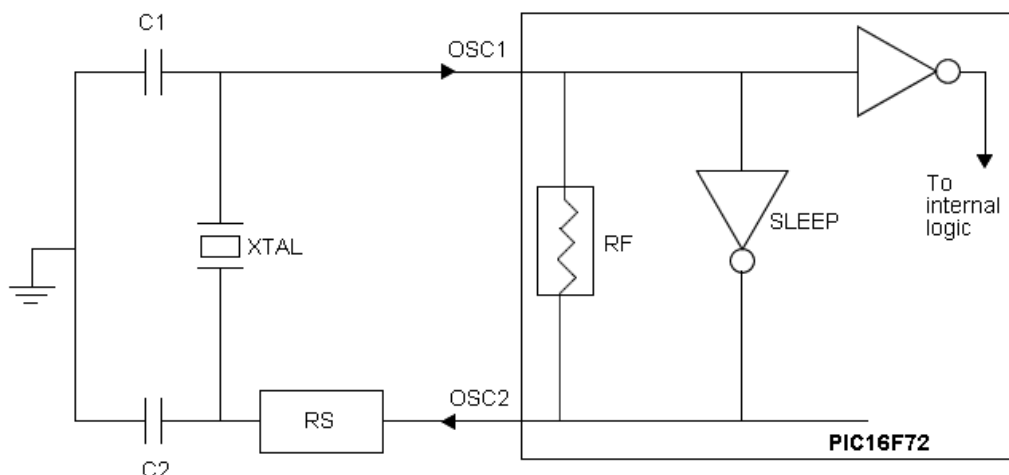 C1
OSC1
To
internal
logic
SLEEP
RF
XTAL
OSC2
RS
C2
PIC16F72